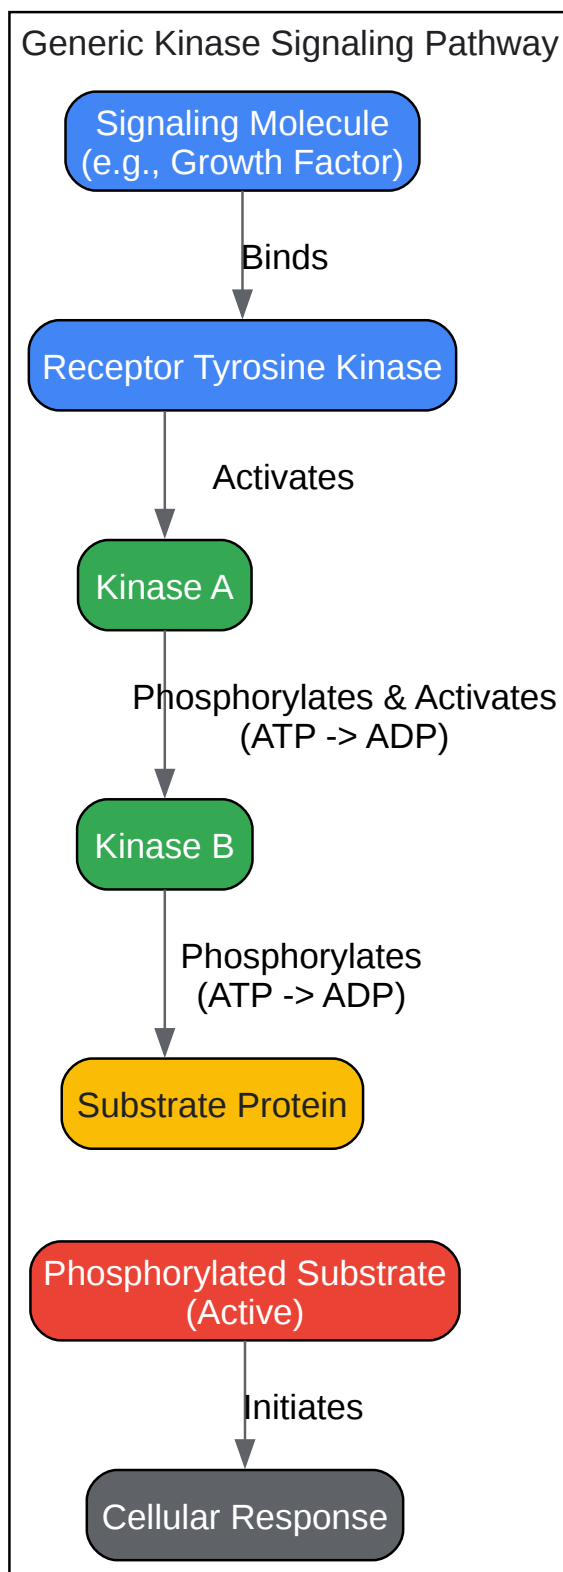 Generic Kinase Signaling Pathway
Signaling Molecule
(e.g., Growth Factor)
Binds
Receptor Tyrosine Kinase
Activates
Kinase A
Phosphorylates & Activates
(ATP -> ADP)
Kinase B
Phosphorylates
(ATP -> ADP)
Substrate Protein
Phosphorylated Substrate
(Active)
Initiates
Cellular Response